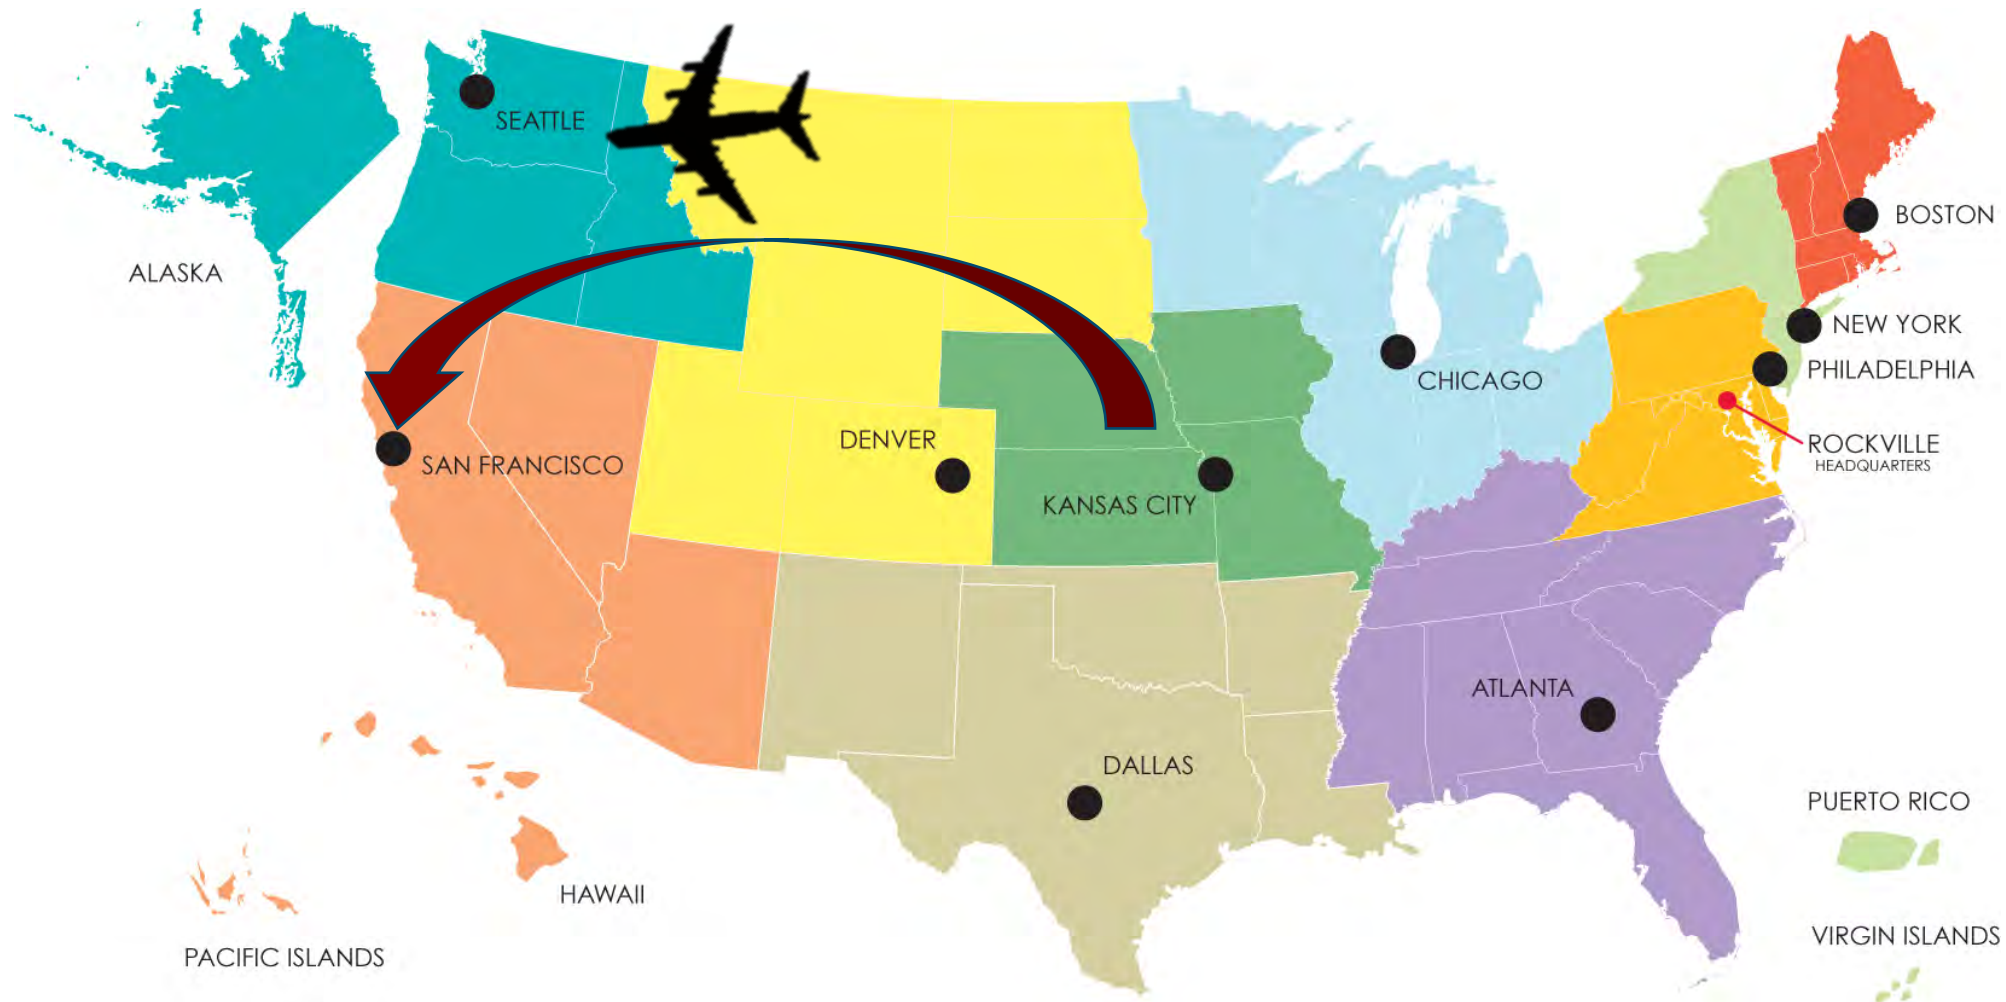 SEATTLE
BOSTON
ALASKA
NEW YORK
PHILADELPHIA
CHICAGO
DENVER
ROCKVILLE
HEADQUARTERS
SAN FRANCISCO
KANSAS CITY
ATLANTA
DALLAS
PUERTO RICO
HAWAII
VIRGIN ISLANDS
PACIFIC ISLANDS